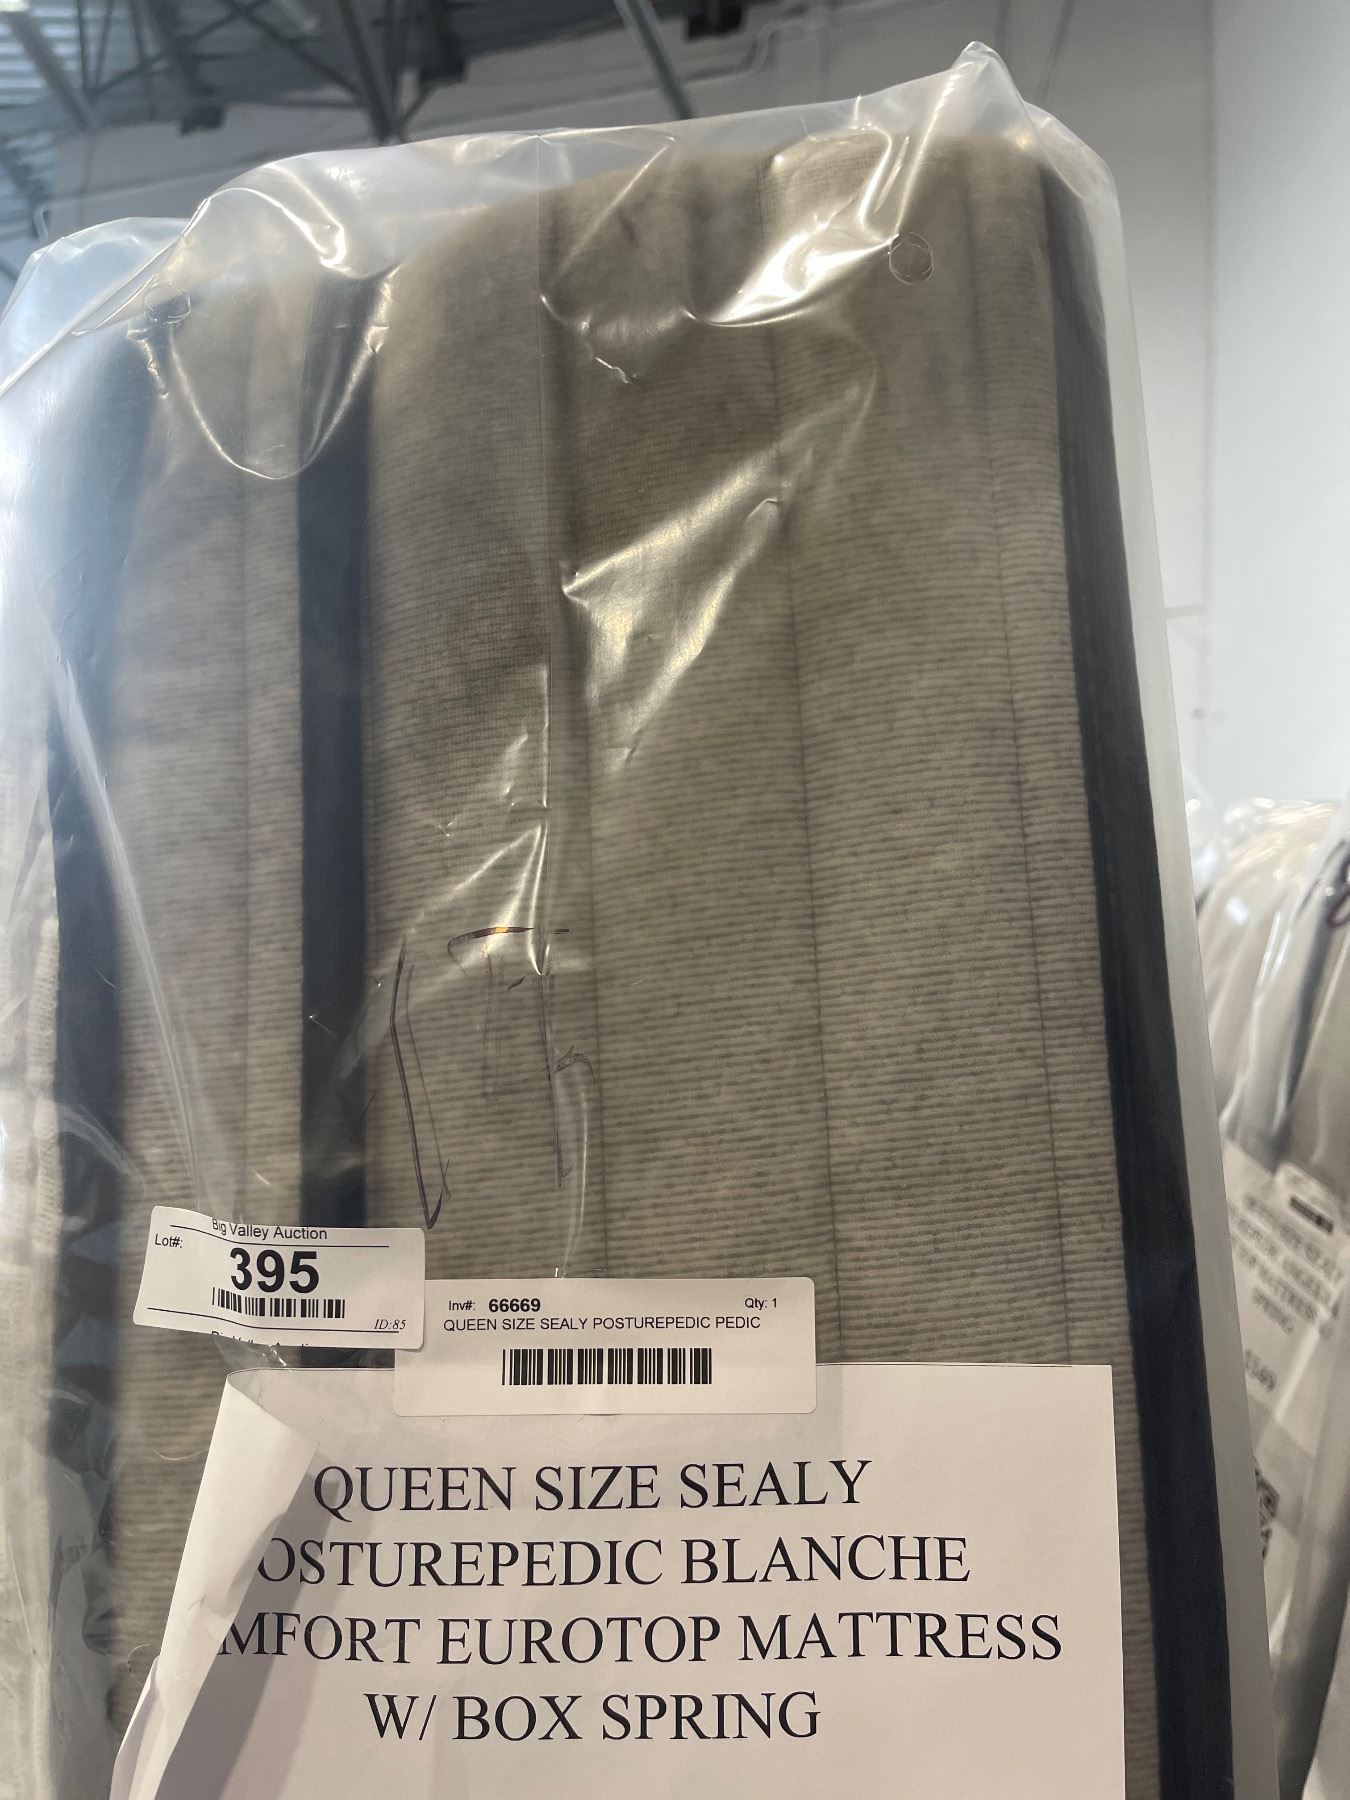 Big Valley Auction
Lot#:
395
ID:85
Inv#: 66669
Qty: 1
QUEEN SIZE SEALY POSTUREPEDIC PEDIC
QUEEN SIZE SEALY
OSTUREPEDIC BLANCHE
MFORT EUROTOP MATTRESS
W/ BOX SPRING